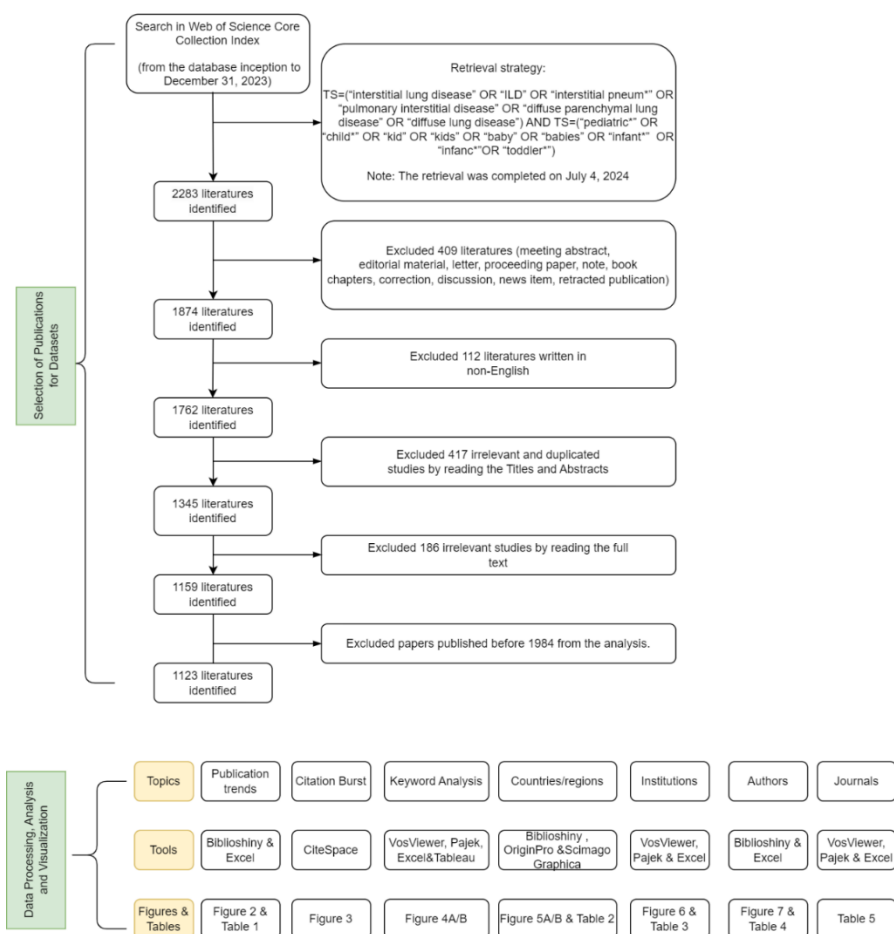 Search in Web of Science Core
Collection Index
(from the database inception to
December 31, 2023)
Retrieval strategy:
TS=("interstitial lung disease" OR "ILD" OR "interstitial pneum*" OR
"pulmonary interstitial disease" OR "diffuse parenchymal lung
disease" OR "diffuse lung disease") AND TS=("pediatric*" OR
"child*" OR "kid" OR "kids" OR "baby" OR "babies" OR "infant*" OR
"infanc*"OR "toddler*")
Note: The retrieval was completed on July 4, 2024
2283 literatures
identified
Excluded 409 literatures (meeting abstract,
editorial material, letter, proceeding paper, note, book
chapters, correction, discussion, news item, retracted publication)
1874 literatures
identified
Excluded 112 literatures written in
non-English
1762 literatures
identified
Excluded 417 irrelevant and duplicated
studies by reading the Titles and Abstracts
1345 literatures
identified
Excluded 186 irrelevant studies by reading the full
text
1159 literatures
identified
Excluded papers published before 1984 from the analysis.
1123 literatures
identified
Selection of Publications
for Datasets
Data Processing, Analysis
and Visualization
Topics
Publication
trends
Citation Burst
Keyword Analysis
Countries/regions
Institutions
Authors
Journals
Tools
Biblioshiny &
Excel
CiteSpace
VosViewer, Pajek,
Excel&Tableau
Biblioshiny ,
OriginPro &Scimago
Graphica
VosViewer,
Pajek & Excel
Biblioshiny &
Excel
VosViewer,
Pajek & Excel
Figures &
Tables
Figure 2 &
Table 1
Figure 3
Figure 4A/B
Figure 5A/B & Table 2
Figure 6 &
Table 3
Figure 7 &
Table 4
Table 5